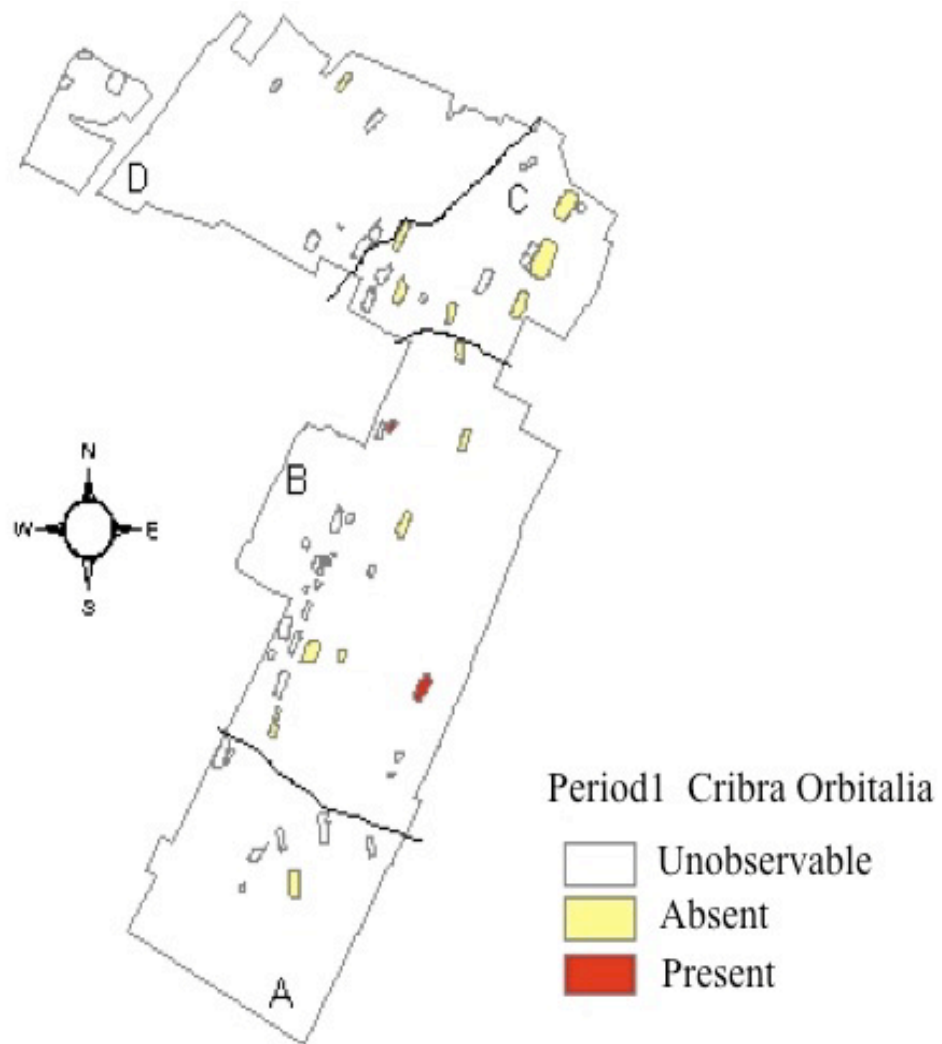 D
C
B
N
W E
S
A
Period1 Cribra Orbitalia
Unobservable
Absent
Present